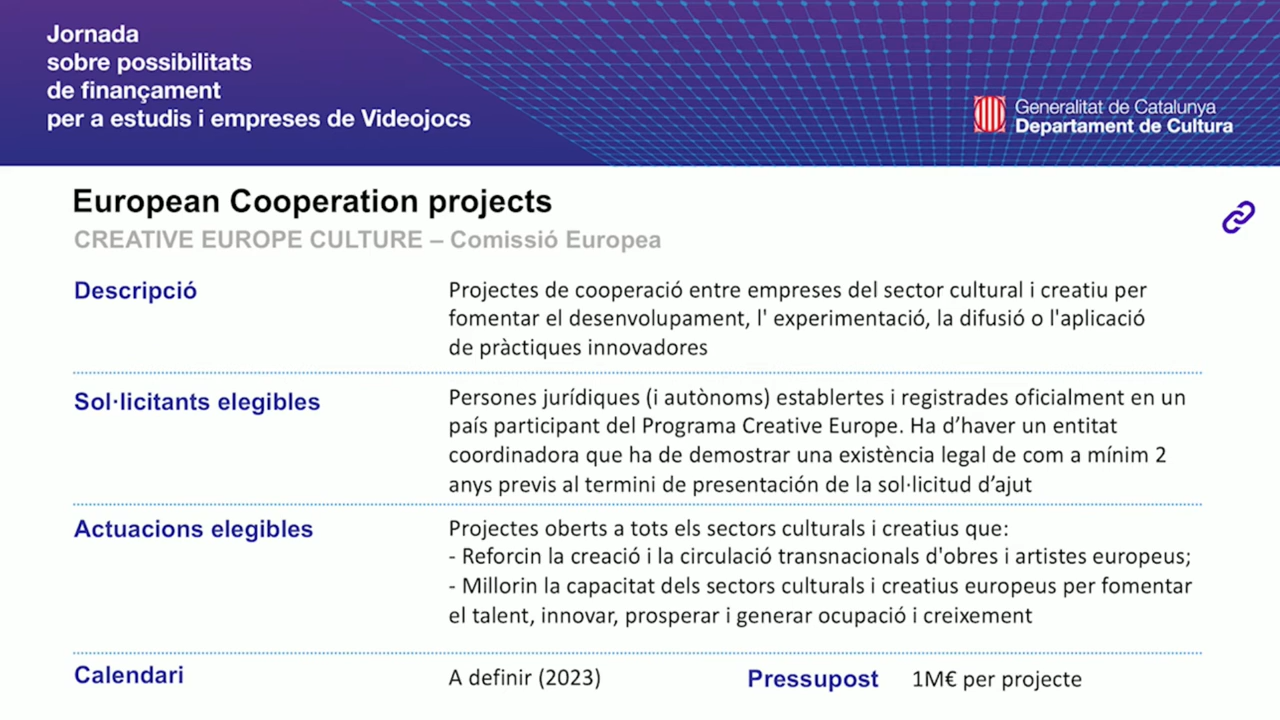 Jornada
sobre possibilitats
de finançament
per a estudis i empreses de Videojocs
Generalitat de Catalunya
Departament de Cultura
European Cooperation projects
CREATIVE EUROPE CULTURE – Comissió Europea
Descripció
Projectes de cooperació entre empreses del sector cultural i creatiu per
fomentar el desenvolupament, l' experimentació, la difusió o l'aplicació
de pràctiques innovadores
Sol·licitants elegibles
Persones jurídiques (i autònoms) establertes i registrades oficialment en un
país participant del Programa Creative Europe. Ha d’haver un entitat
coordinadora que ha de demostrar una existència legal de com a mínim 2
anys previs al termini de presentación de la sol·licitud d’ajut
Actuacions elegibles
Projectes oberts a tots els sectors culturals i creatius que:
- Reforcin la creació i la circulació transnacionals d'obres i artistes europeus;
- Millorin la capacitat dels sectors culturals i creatius europeus per fomentar
el talent, innovar, prosperar i generar ocupació i creixement
Calendari
A definir (2023)
Pressupost
1M€ per projecte